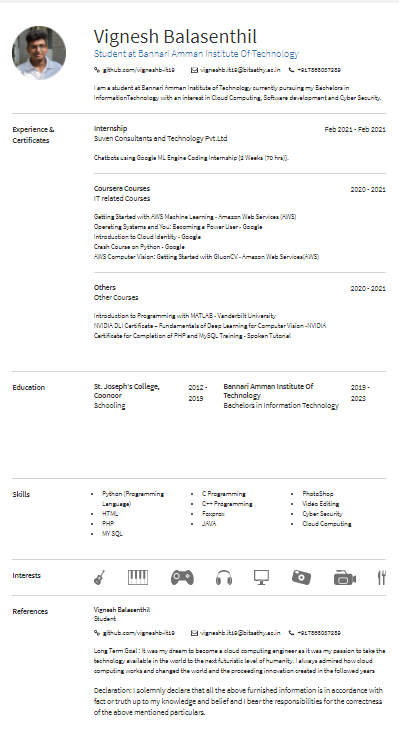 Vignesh Balasenthil
Student at Bannari Amman Institute Of Technology
github.com/vigneshb-it19 vigneshb.it19@bitsathy.ac.in +917868057289
I am a student at Bannari Amman Institute of Technology currently pursuing my Bachelors in
InformationTechnology with an interest in Cloud Computing, Software development and Cyber Security.
Experience &
Certificates
Internship Feb 2021 - Feb 2021
Suven Consultants and Technology Pvt.Ltd
Chatbots using Google ML Engine Coding Internship (2 Weeks (70 hrs)).
Coursera Courses 2020 - 2021
IT related Courses
Getting Started with AWS Machine Learning - Amazon Web Services (AWS)
Operating Systems and You: Becoming a Power User - Google
Introduction to Cloud Identity - Google
Crash Course on Python - Google
AWS Computer Vision: Getting Started with GluonCV - Amazon Web Services(AWS)
Others 2020 - 2021
Other Courses
Introduction to Programming with MATLAB - Vanderbilt University
NVIDIA DLI Certificate – Fundamentals of Deep Learning for Computer Vision -NVIDIA
Certificate for Completion of PHP and MySQL Training - Spoken Tutorial
Education
St. Joseph's College,
Coonoor
Schooling
2012 -
2019
Bannari Amman Institute Of
Technology
Bachelors in Information Technology
2019 -
2023
Skills
• Python (Programming
Language)
• HTML
• PHP
• MY SQL
• C Programming
• C++ Programming
• Foxprox
• JAVA
• PhotoShop
• Video Editing
• Cyber Security
• Cloud Computing
Interests
References
Vignesh Balasenthil
Student
github.com/vigneshb-it19 vigneshb.it19@bitsathy.ac.in +917868057289
Long Term Goal : It was my dream to become a cloud computing engineer as it was my passion to take the
technology available in the world to the next futuristic level of humanity. I always admired how cloud
computing works and changed the world and the proceeding innovation created in the followed years
Declaration: I solemnly declare that all the above furnished information is in accordance with
fact or truth up to my knowledge and belief and I bear the responsibilities for the correctness
of the above mentioned particulars.